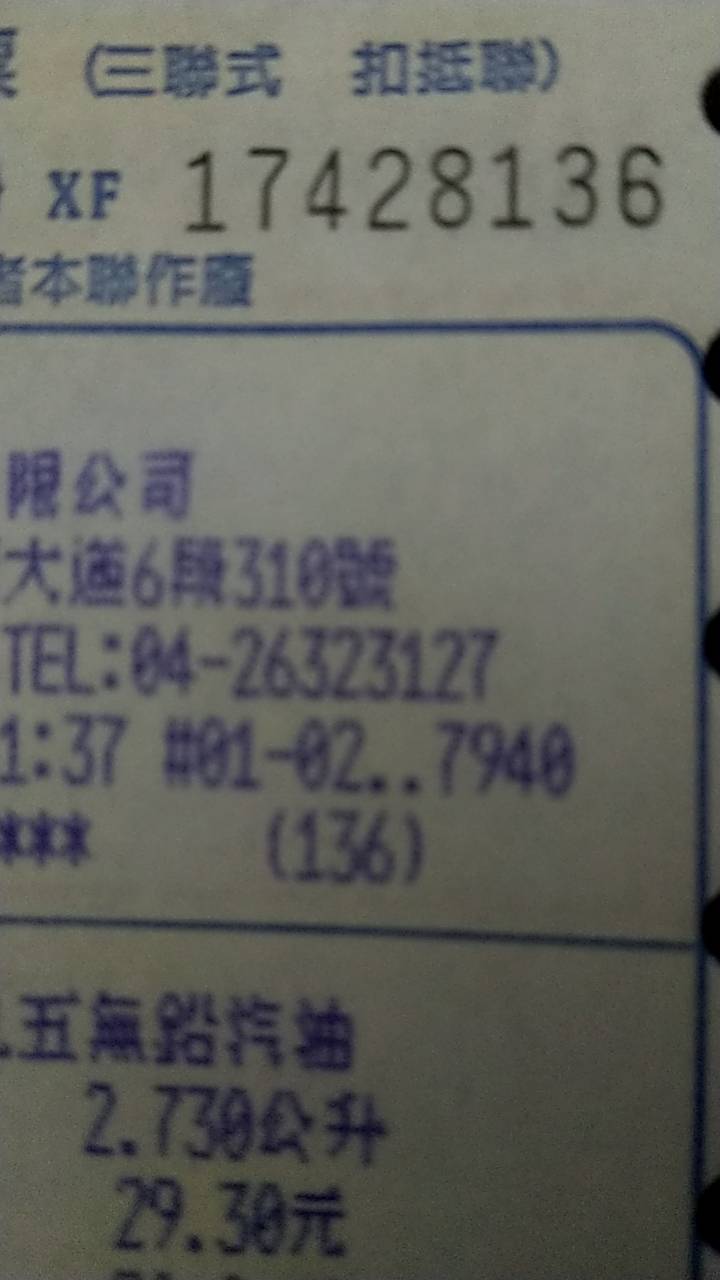 票 (三聯式 扣抵聯)
XF 17428136
者本聯作廢
限公司
大道6段310號
TEL:04-26323127
1:37 #01-02..7940
*** (136)
五無鉛汽油
2.730公升
29.30元